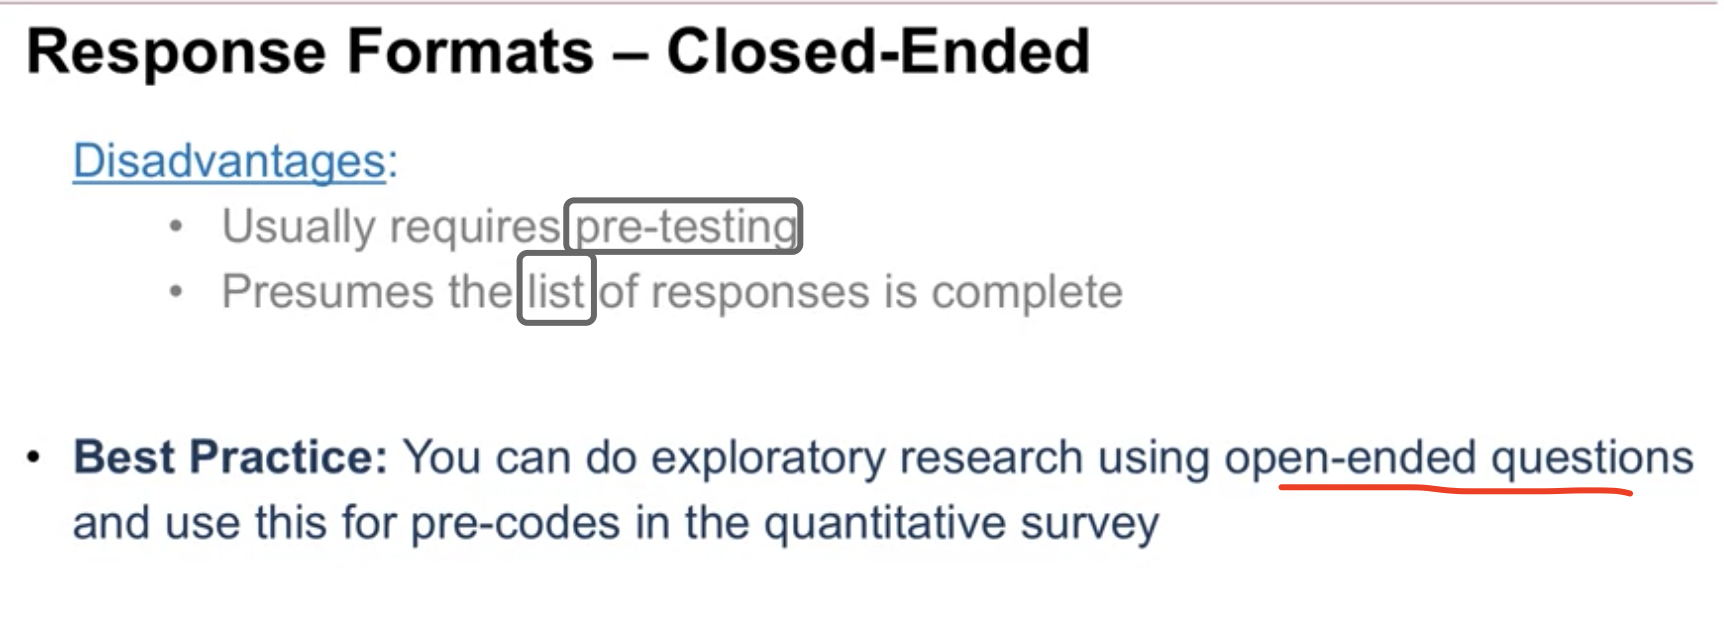 Response Formats – Closed-Ended
Disadvantages:
• Usually requires pre-testing
• Presumes the list of responses is complete
• Best Practice: You can do exploratory research using open-ended questions
and use this for pre-codes in the quantitative survey